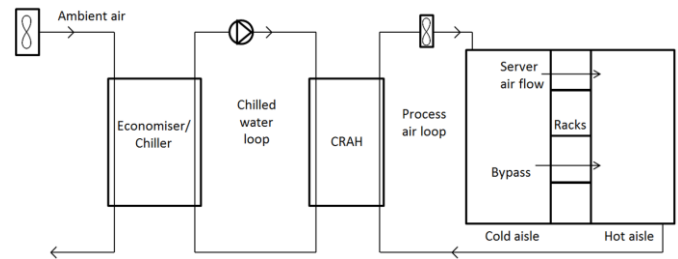 Ambient air
Economiser/
Chiller
Chilled
water
loop
CRAH
Process
air loop
Server
air flow
Racks
Bypass
Cold aisle
Hot aisle